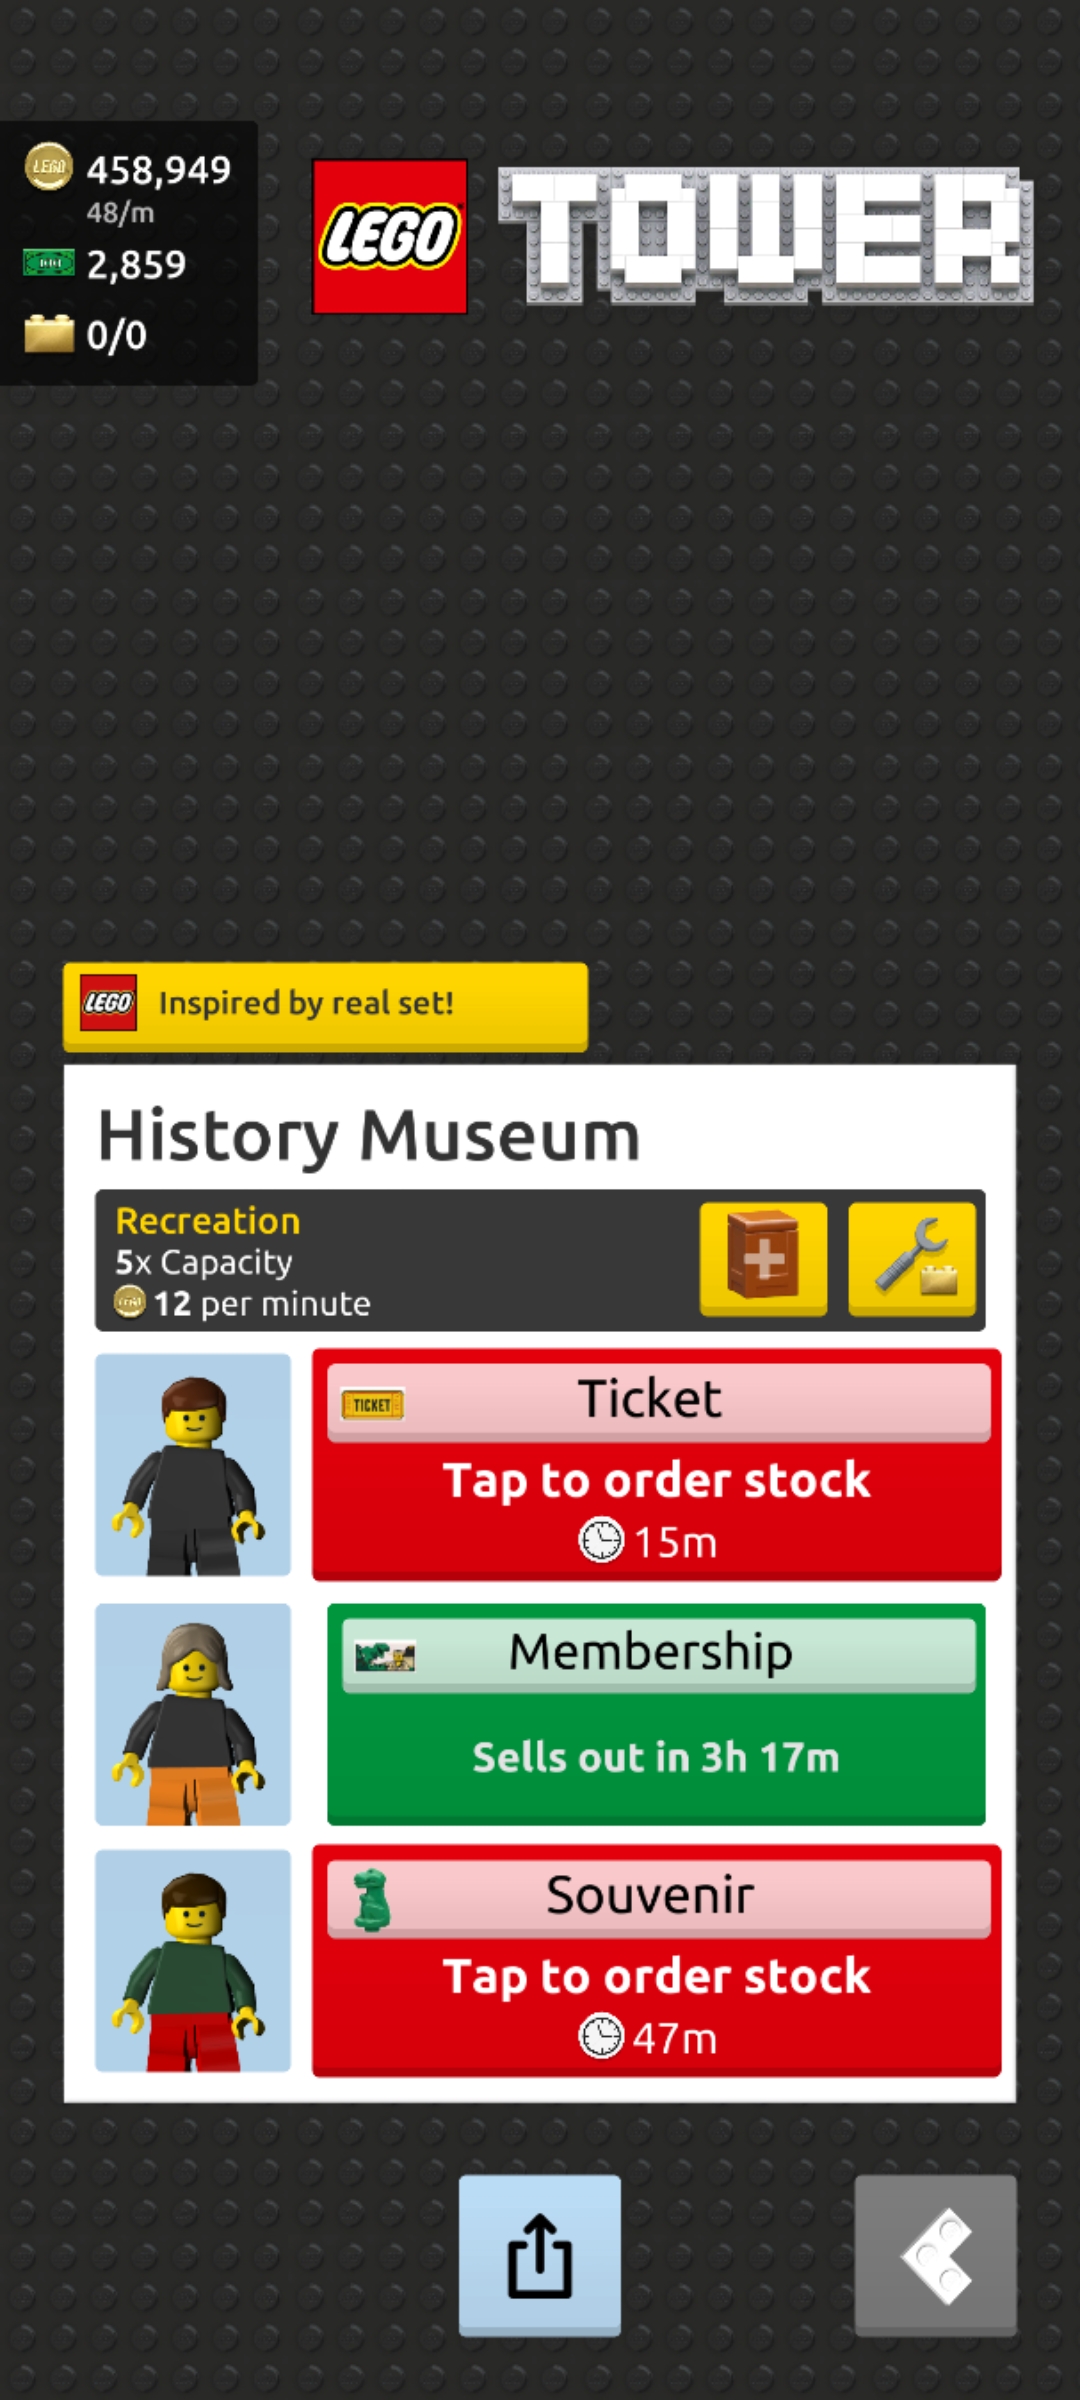 458,949
48/m
2,859
0/0
LEGO
TOWER
LEGO
Inspired by real set!
History Museum
Recreation
5x Capacity
12 per minute
TICKET
Ticket
Tap to order stock
15m
Membership
Sells out in 3h 17m
Souvenir
Tap to order stock
47m